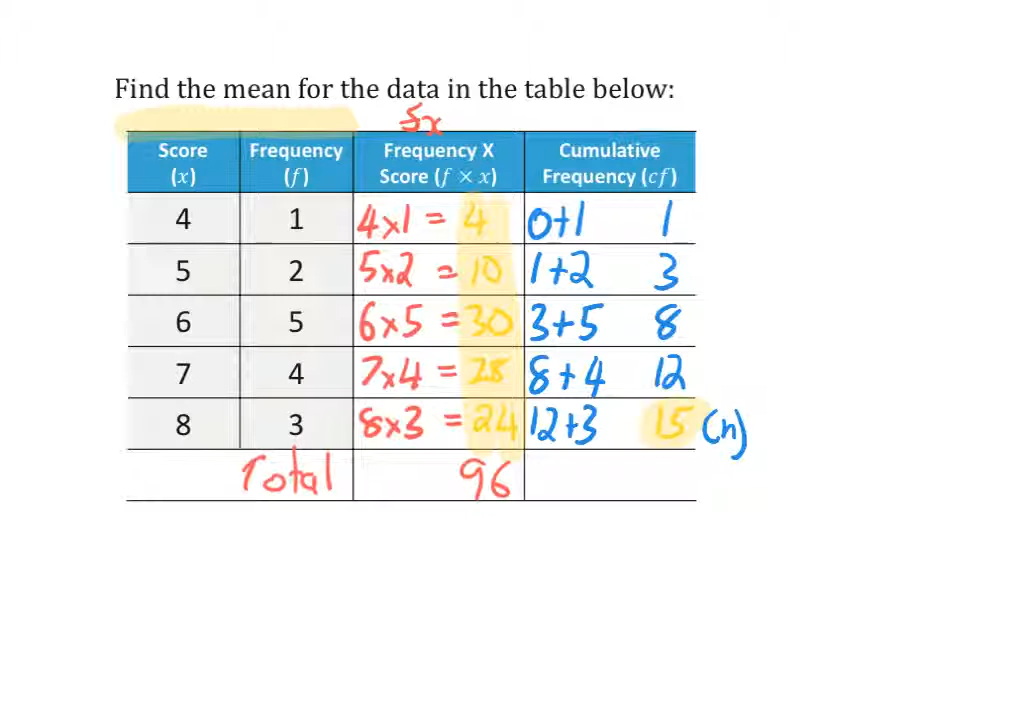 Find the mean for the data in the table below:
fx
Score (x) Frequency (f) Frequency X Score (f × x) Cumulative Frequency (cf)
4 1 4x1 = 4 0+1 1
5 2 5x2 = 10 1+2 3
6 5 6x5 = 30 3+5 8
7 4 7x4 = 28 8+4 12
8 3 8x3 = 24 12+3 15 (n)
Total 96